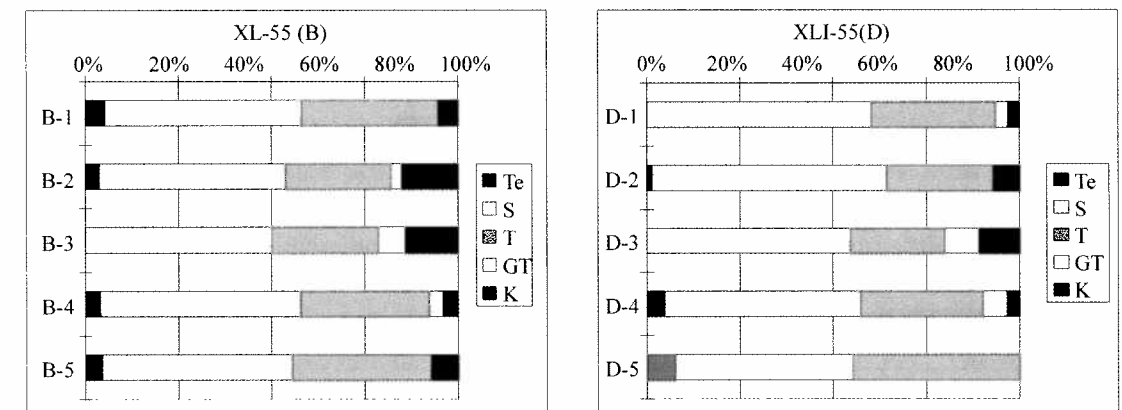 XL-55 (B)
0% 20% 40% 60% 80% 100%
B-1
B-2
B-3
B-4
B-5
Te
S
T
GT
K
XLI-55(D)
0% 20% 40% 60% 80% 100%
D-1
D-2
D-3
D-4
D-5
Te
S
T
GT
K